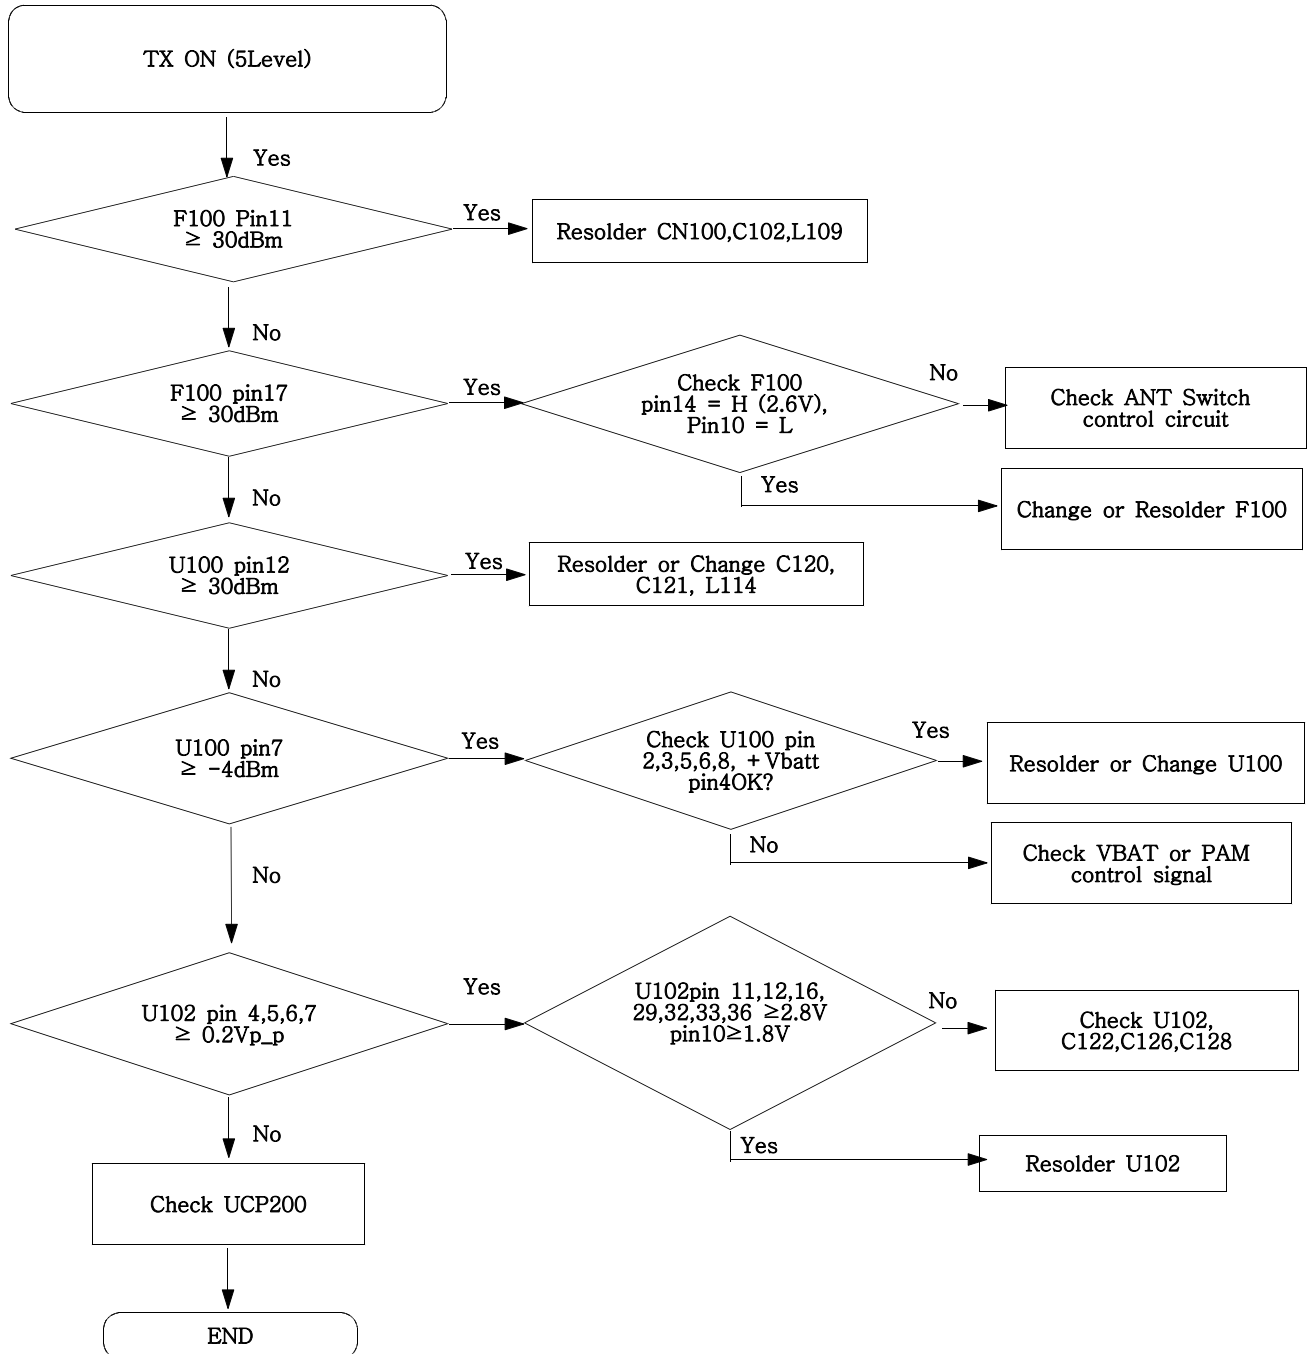 TX ON (5Level)
Yes
F100 Pin11
≥ 30dBm
Yes
Resolder CN100,C102,L109
No
F100 pin17
≥ 30dBm
Yes
Check F100
pin14 = H (2.6V),
Pin10 = L
No
Check ANT Switch
control circuit
Yes
Change or Resolder F100
No
U100 pin12
≥ 30dBm
Yes
Resolder or Change C120,
C121, L114
No
U100 pin7
≥ -4dBm
Yes
Check U100 pin
2,3,5,6,8, +Vbatt
pin4OK?
Yes
Resolder or Change U100
No
Check VBAT or PAM
control signal
No
U102 pin 4,5,6,7
≥ 0.2Vp_p
Yes
U102pin 11,12,16,
29,32,33,36 ≥2.8V
pin10≥1.8V
No
Check U102,
C122,C126,C128
Yes
Resolder U102
No
Check UCP200
END